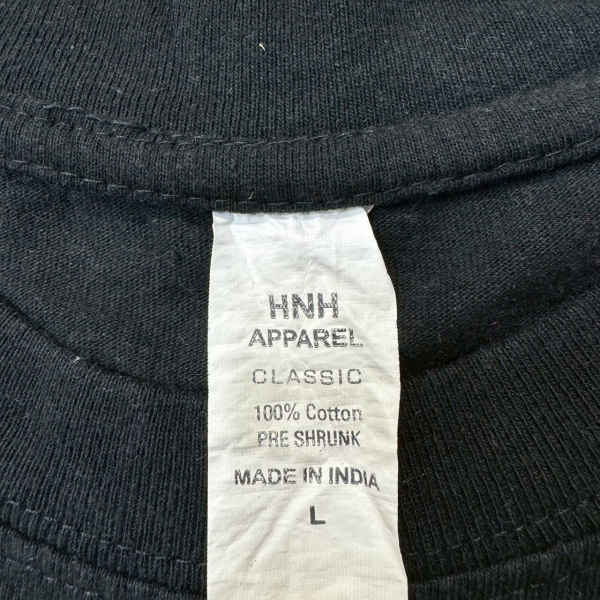 HNH
APPAREL
CLASSIC
100% Cotton
PRE SHRUNK
MADE IN INDIA
L